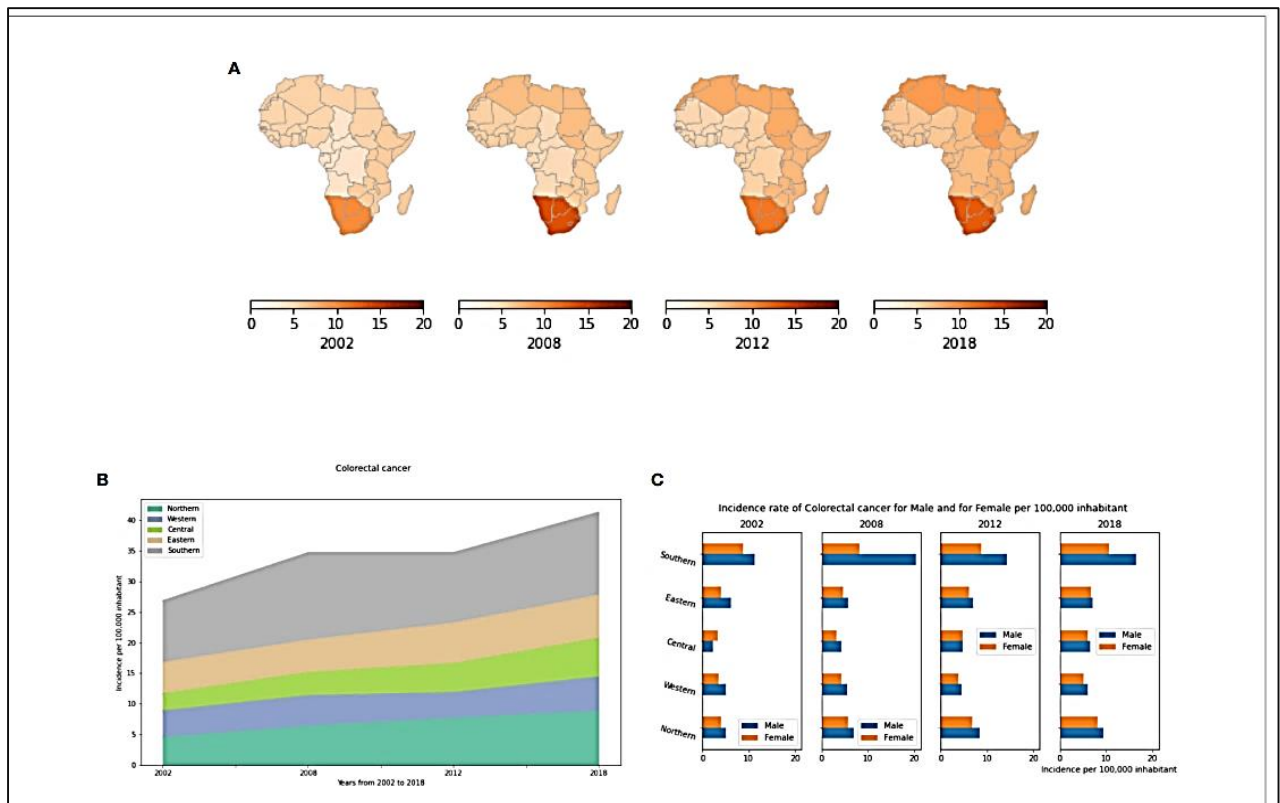 A
0 5 10 15 20
2002
0 5 10 15 20
2008
0 5 10 15 20
2012
0 5 10 15 20
2018
B
Colorectal cancer
Northern
Western
Central
Eastern
Southern
Incidence per 100,000 inhabitant
40
35
30
25
20
15
10
5
0
2002 2008 2012 2018
Years from 2002 to 2018
C
Incidence rate of Colorectal cancer for Male and for Female per 100,000 inhabitant
2002 2008 2012 2018
Southern
Eastern
Central
Western
Northern
Male
Female
Male
Female
Male
Female
Male
Female
0 10 20
0 10 20
0 10 20
0 10 20
Incidence per 100,000 inhabitant